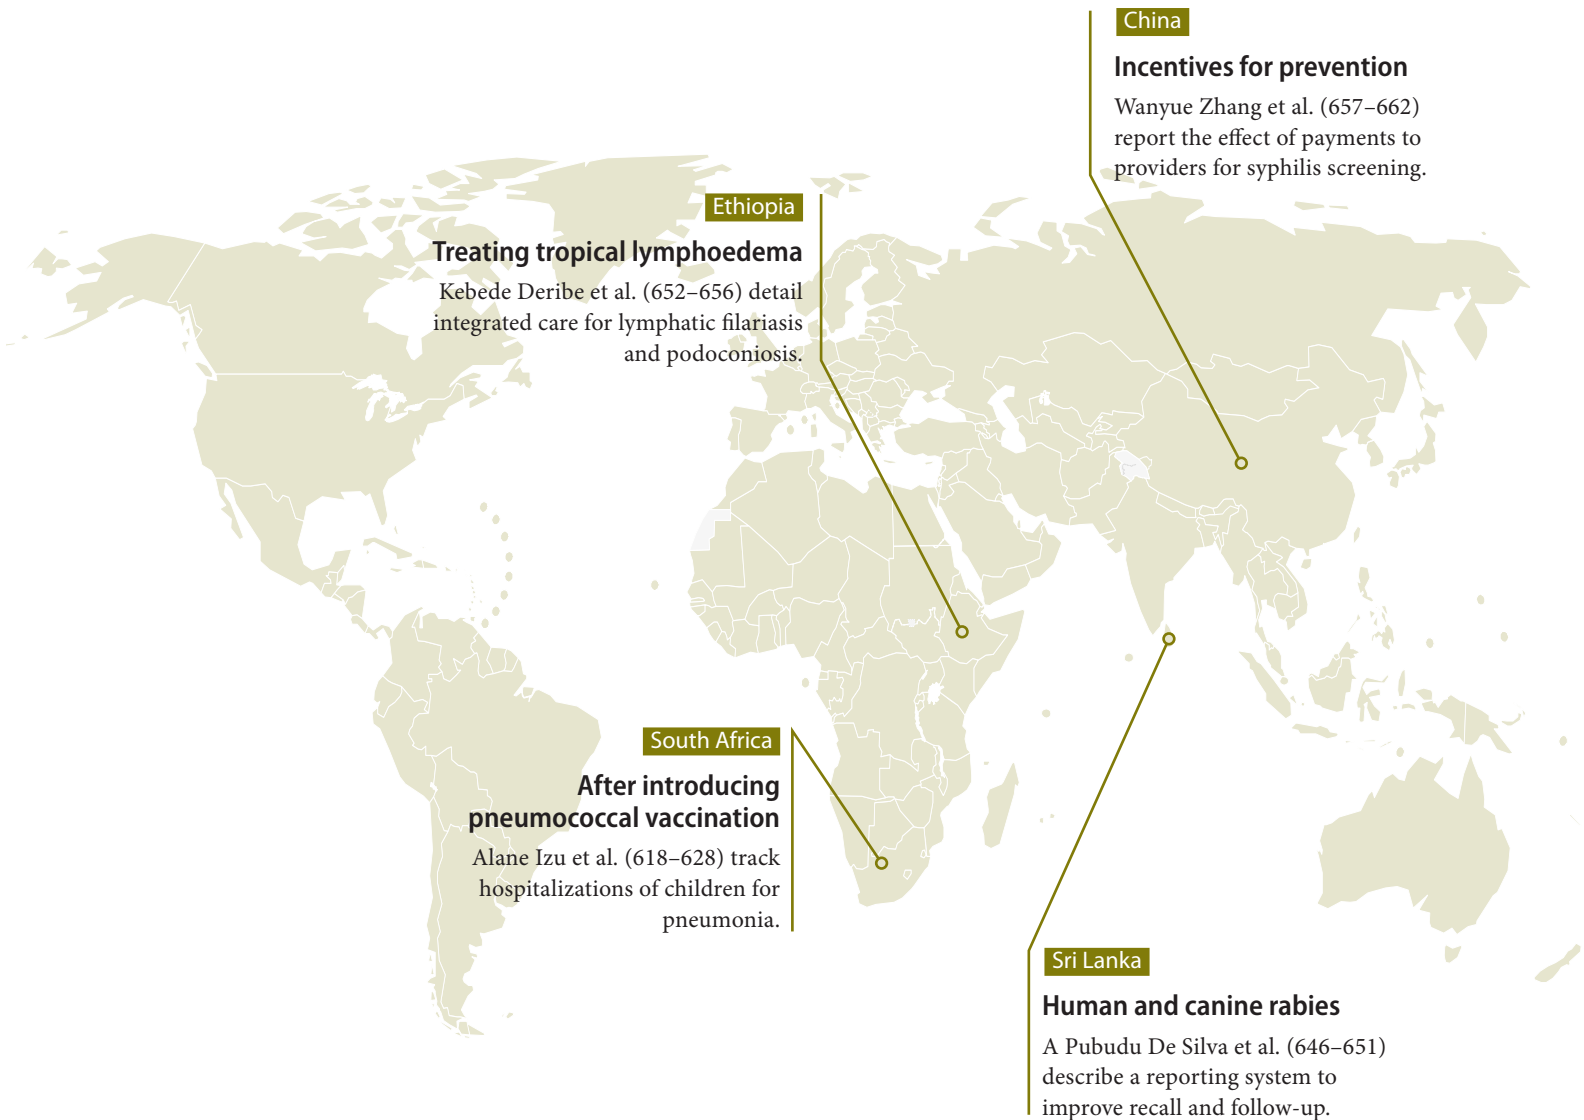 China
Incentives for prevention
Wanyue Zhang et al. (657–662)
report the effect of payments to
providers for syphilis screening.
Ethiopia
Treating tropical lymphoedema
Kebede Deribe et al. (652–656) detail
integrated care for lymphatic filariasis
and podoconiosis.
South Africa
After introducing
pneumococcal vaccination
Alane Izu et al. (618–628) track
hospitalizations of children for
pneumonia.
Sri Lanka
Human and canine rabies
A Pubudu De Silva et al. (646–651)
describe a reporting system to
improve recall and follow-up.